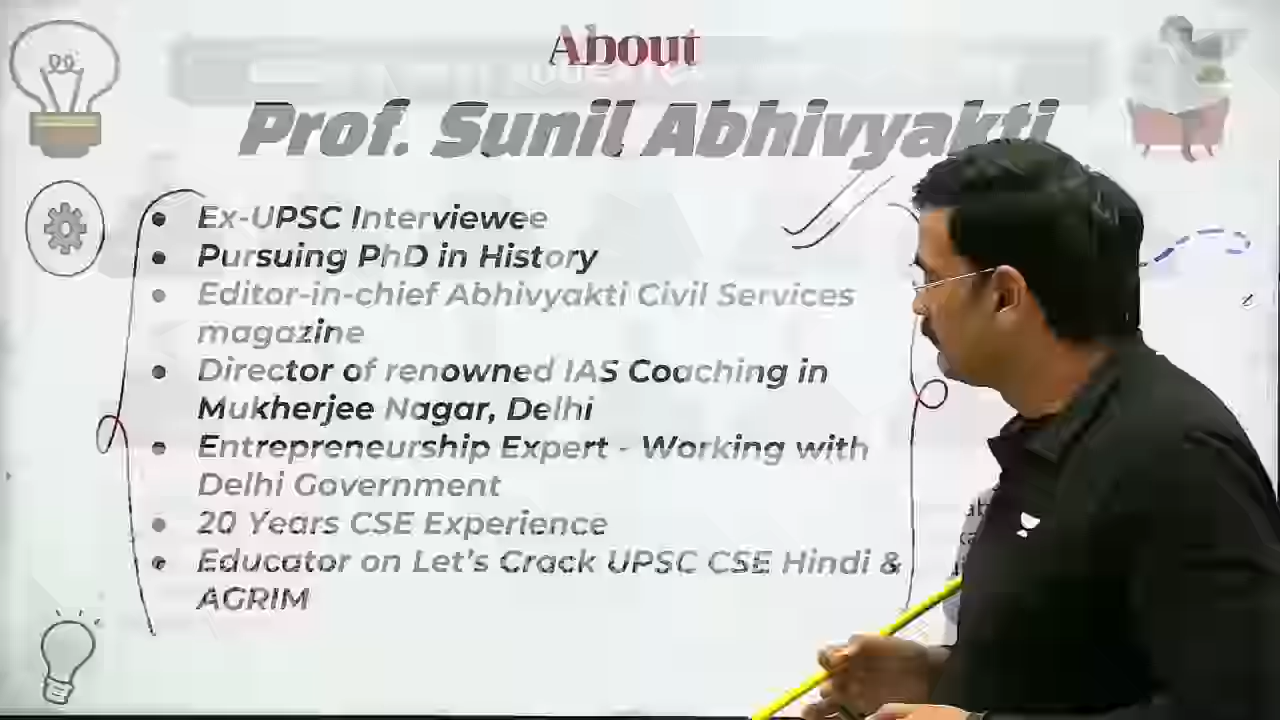 About
Prof. Sunil Abhivyakti
Ex-UPSC Interviewee
Pursuing PhD in History
Editor-in-chief Abhivyakti Civil Services
magazine
Director of renowned IAS Coaching in
Mukherjee Nagar, Delhi
Entrepreneurship Expert - Working with
Delhi Government
20 Years CSE Experience
Educator on Let's Crack UPSC CSE Hindi &
AGRIM